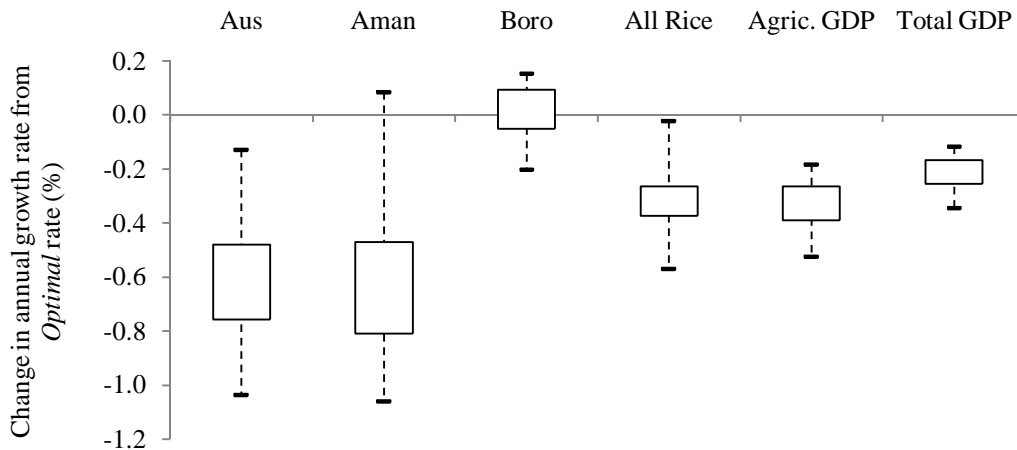 Aus Aman Boro All Rice Agric. GDP Total GDP
Change in annual growth rate from
Optimal rate (%)
0.2
0.0
-0.2
-0.4
-0.6
-0.8
-1.0
-1.2